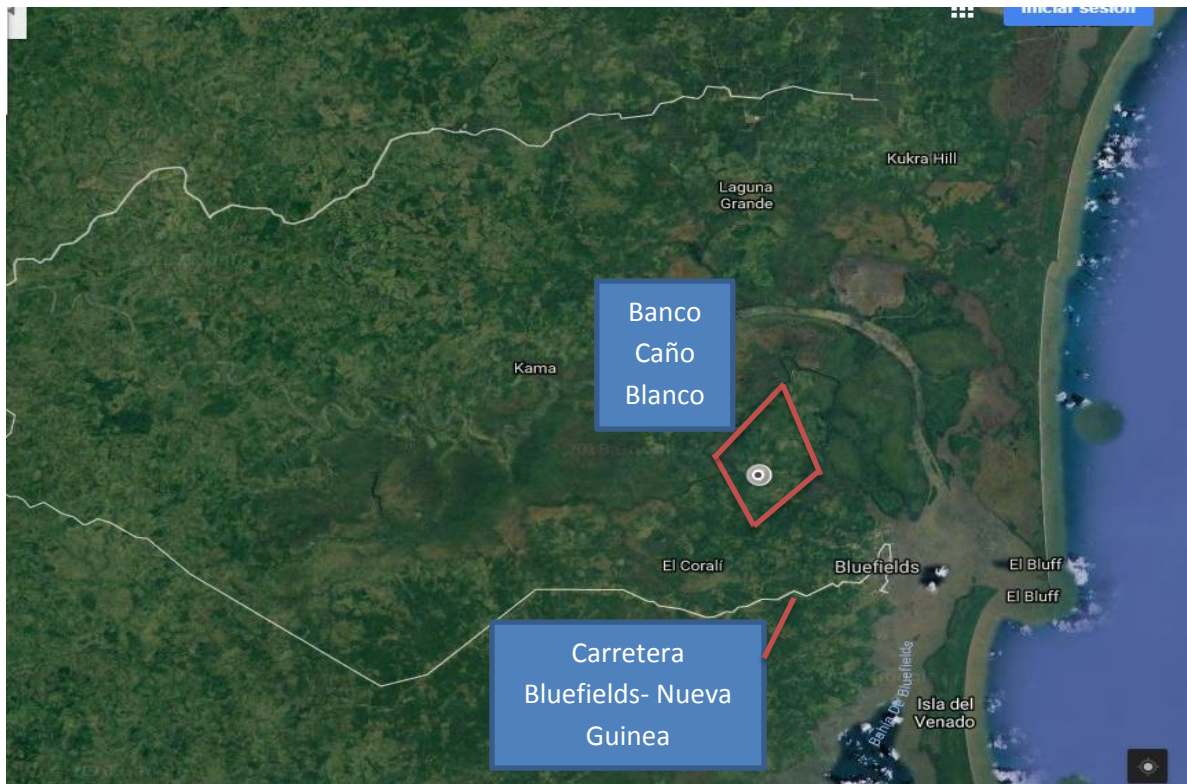 Iniciar sesión
Kukra Hill
Laguna
Grande
Banco
Caño
Blanco
Kama
El Coralí
Bluefields
El Bluff
El Bluff
Carretera
Bluefields- Nueva
Guinea
Bahía De Bluefields
Isla del
Venado